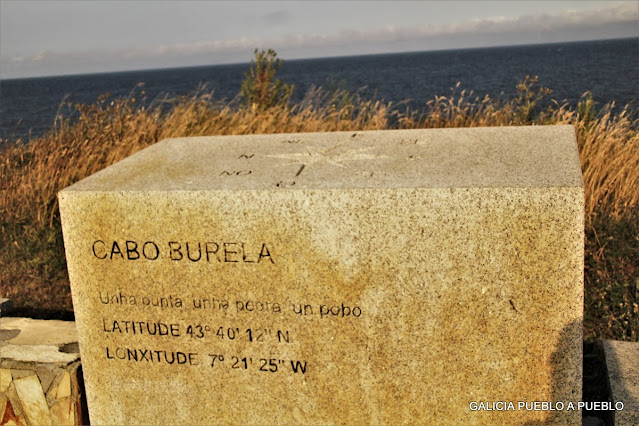 N
NO
CABO BURELA
Unha punta, unha pedra, un pobo
LATITUDE 43° 40' 12" N
LONXITUDE 7° 21' 25" W
GALICIA PUEBLO A PUEBLO